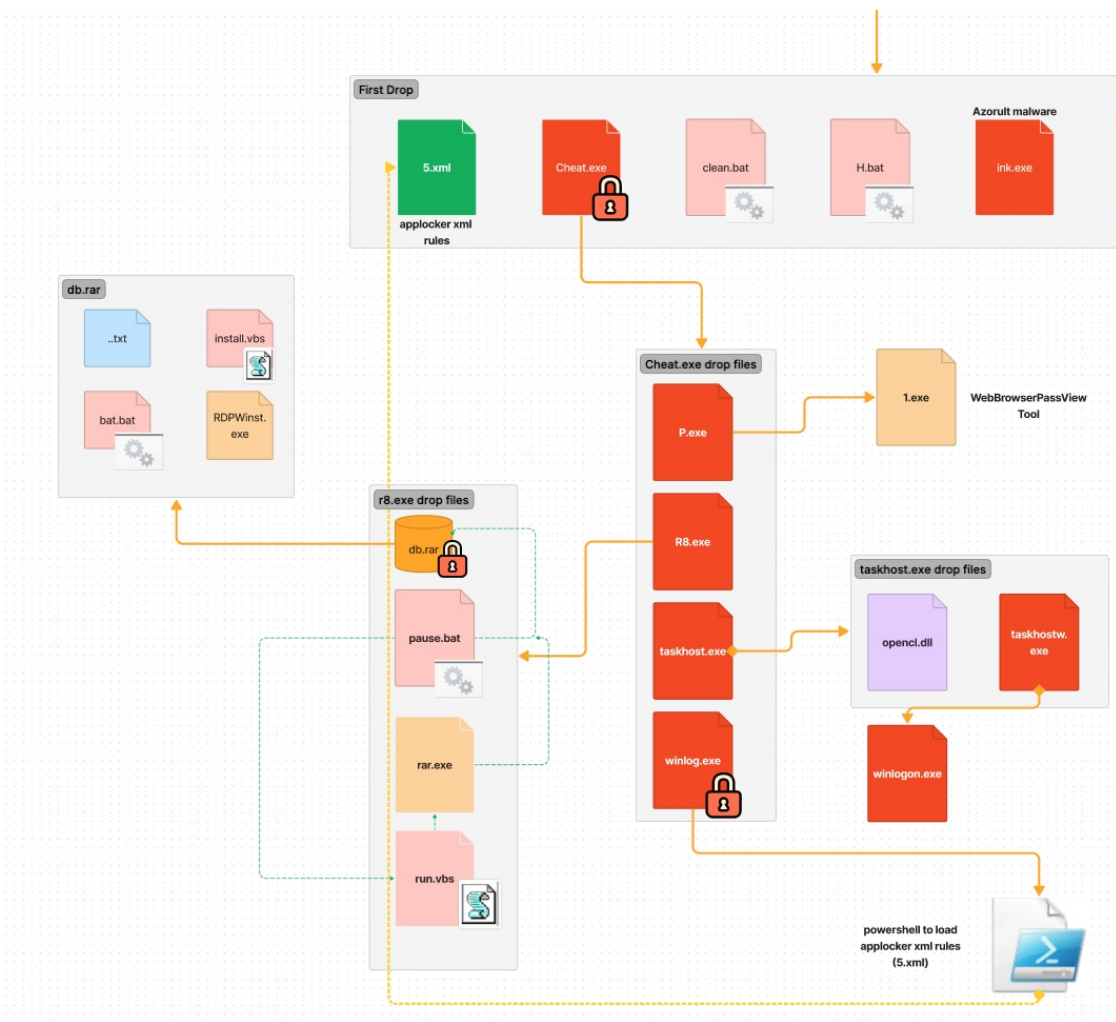 First Drop
Azorult malware
5.xml
Cheat.exe
clean.bat
H.bat
ink.exe
applocker xml
rules
db.rar
..txt
install.vbs
bat.bat
RDPWinst.
exe
Cheat.exe drop files
P.exe
1.exe
WebBrowserPassView
Tool
r8.exe drop files
db.rar
R8.exe
pause.bat
taskhost.exe
taskhost.exe drop files
opencl.dll
taskhostw.
exe
rar.exe
winlog.exe
winlogon.exe
run.vbs
powershell to load
applocker xml rules
(5.xml)